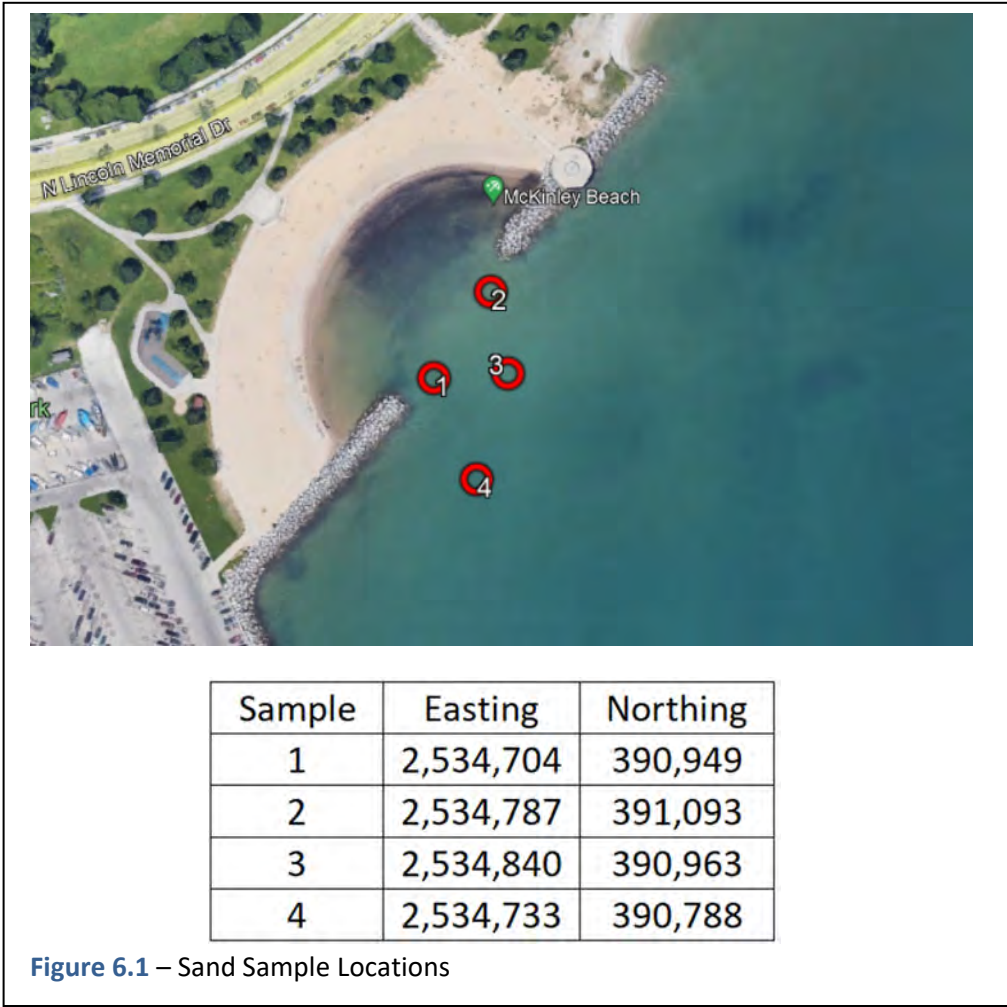 N Lincoln Memorial Dr
McKinley Beach
2
3
1
rk
4
Sample Easting Northing
1 2,534,704 390,949
2 2,534,787 391,093
3 2,534,840 390,963
4 2,534,733 390,788
Figure 6.1 – Sand Sample Locations